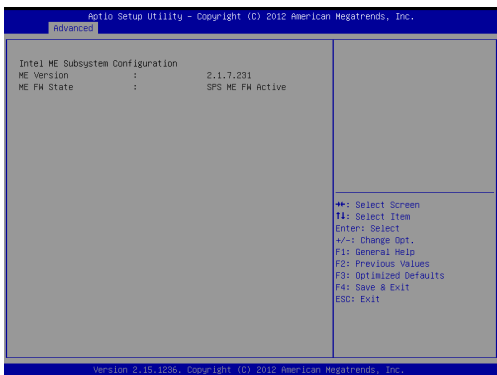 Aptio Setup Utility – Copyright (C) 2012 American Megatrends, Inc.
Advanced
Intel ME Subsystem Configuration
ME Version : 2.1.7.231
ME FW State : SPS ME FW Active
→←: Select Screen
↑↓: Select Item
Enter: Select
+/-: Change Opt.
F1: General Help
F2: Previous Values
F3: Optimized Defaults
F4: Save & Exit
ESC: Exit
Version 2.15.1236. Copyright (C) 2012 American Megatrends, Inc.